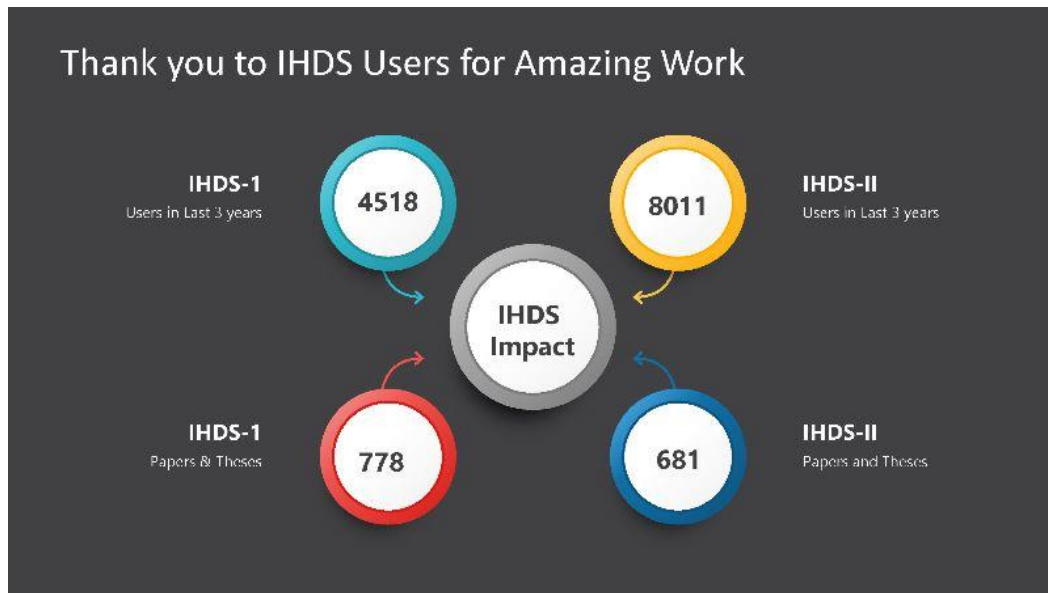 Thank you to IHDS Users for Amazing Work
IHDS-1
Users in Last 3 years
4518
8011
IHDS-II
Users in Last 3 years
IHDS
Impact
IHDS-1
Papers & Theses
778
681
IHDS-II
Papers and Theses